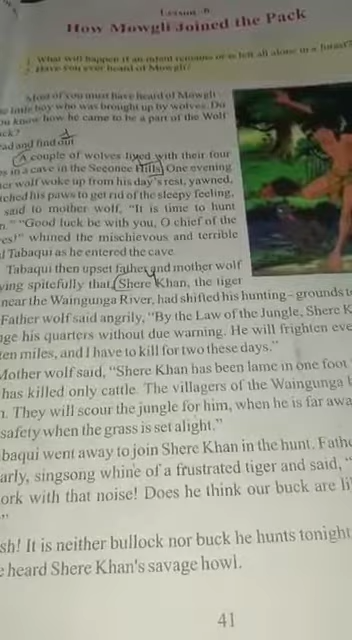 Lesson -8
How Mowgli Joined the Pack
1. What will happen if an infant remains or is left all alone in a forest?
2. Have you ever heard of Mowgli?
Most of you must have heard of Mowgli -
little boy who was brought up by wolves. Do
know how he came to be a part of the Wolf
ck?
ad and find out
A couple of wolves lived with their four
s in a cave in the Seeonee Hills. One evening
er wolf woke up from his day's rest, yawned,
tched his paws to get rid of the sleepy feeling,
said to mother wolf, "It is time to hunt
n." "Good luck be with you, O chief of the
es!" whined the mischievous and terrible
l Tabaqui as he entered the cave.
Tabaqui then upset father and mother wolf
ying spitefully that Shere Khan, the tiger
near the Waingunga River, had shifted his hunting - grounds t
Father wolf said angrily, "By the Law of the Jungle, Shere K
nge his quarters without due warning. He will frighten eve
ten miles, and I have to kill for two these days."
Mother wolf said, "Shere Khan has been lame in one foot
has killed only cattle. The villagers of the Waingunga
n. They will scour the jungle for him, when he is far awa
safety when the grass is set alight."
baqui went away to join Shere Khan in the hunt. Fath
arly, singsong whine of a frustrated tiger and said, "
ork with that noise! Does he think our buck are li
"
sh! It is neither bullock nor buck he hunts tonight
e heard Shere Khan's savage howl.
41